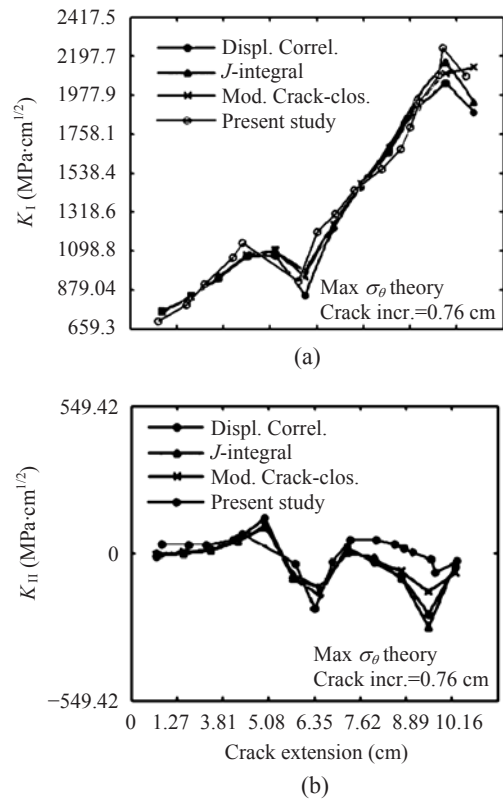 2417.5
2197.7
1977.9
1758.1
1538.4
1318.6
1098.8
879.04
659.3
K_I (MPa·cm^{1/2})
Displ. Correl.
J-integral
Mod. Crack-clos.
Present study
Max σ_θ theory
Crack incr.=0.76 cm
(a)
549.42
0
−549.42
K_II (MPa·cm^{1/2})
Displ. Correl.
J-integral
Mod. Crack-clos.
Present study
Max σ_θ theory
Crack incr.=0.76 cm
0 1.27 3.81 5.08 6.35 7.62 8.89 10.16
Crack extension (cm)
(b)